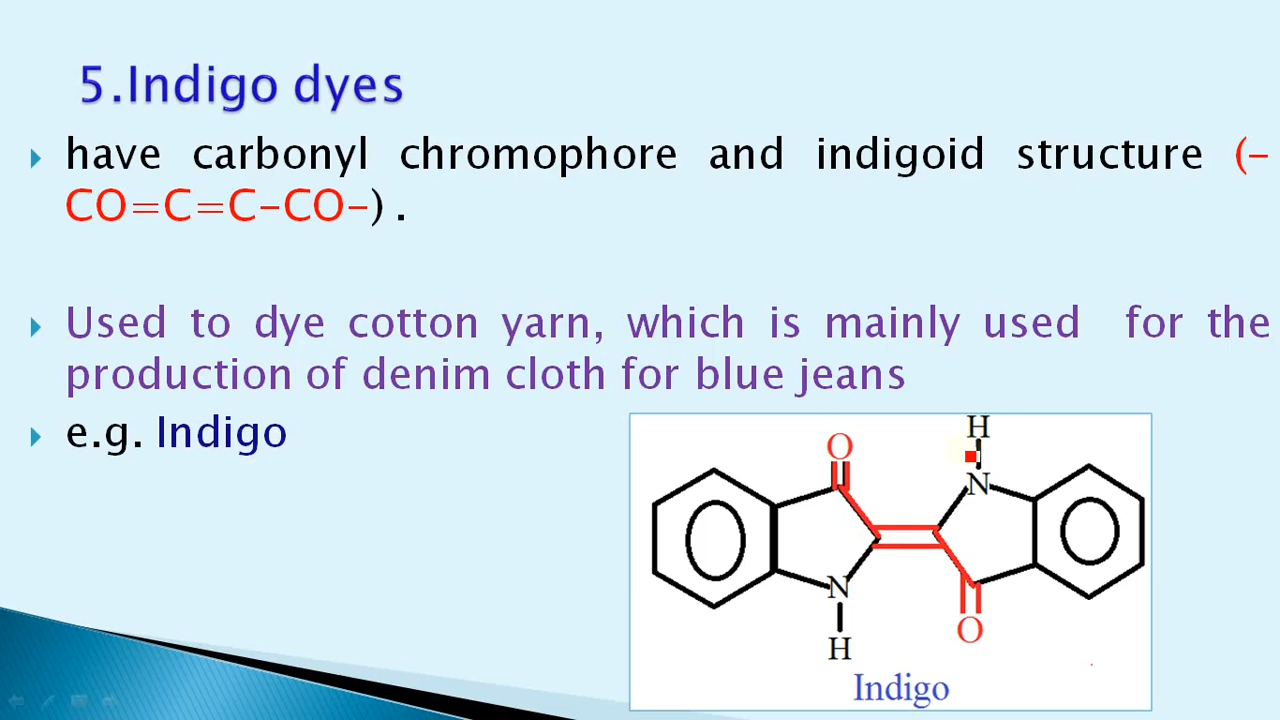 5.Indigo dyes
have carbonyl chromophore and indigoid structure (-
CO=C=C-CO-) .
Used to dye cotton yarn, which is mainly used for the
production of denim cloth for blue jeans
e.g. Indigo
H
O
N
N
O
H
Indigo